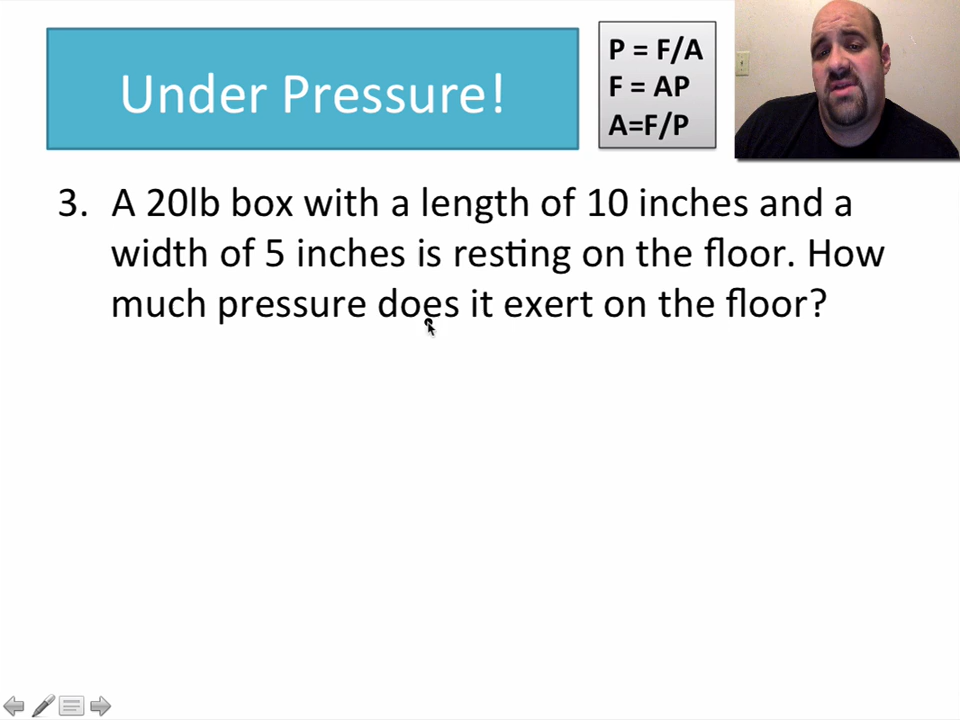 Under Pressure!
P = F/A
F = AP
A=F/P
3. A 20lb box with a length of 10 inches and a
width of 5 inches is resting on the floor. How
much pressure does it exert on the floor?